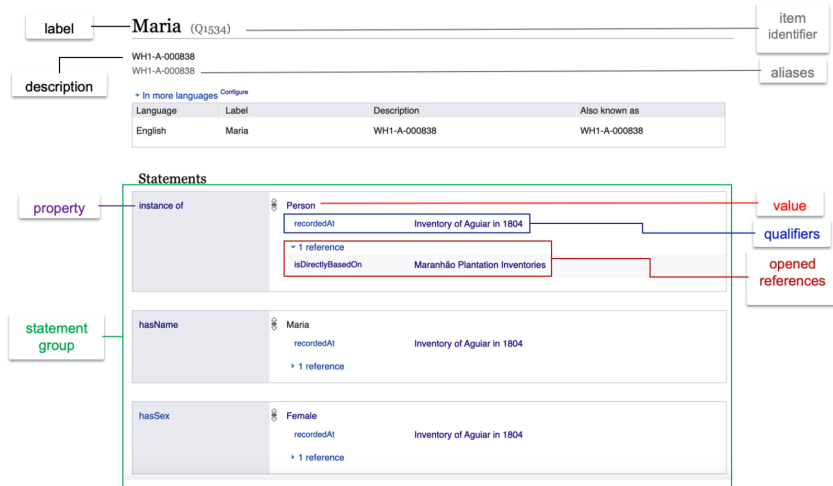 label
Maria (Q1534)
item
identifier
WH1-A-000838
description
WH1-A-000838
aliases
In more languages Configure
Language Label Description Also known as
English Maria WH1-A-000838 WH1-A-000838
Statements
property
instance of
Person
value
recordedAt Inventory of Aguiar in 1804
qualifiers
1 reference
isDirectlyBasedOn Maranhão Plantation Inventories
opened
references
statement
group
hasName
Maria
recordedAt Inventory of Aguiar in 1804
1 reference
hasSex
Female
recordedAt Inventory of Aguiar in 1804
1 reference